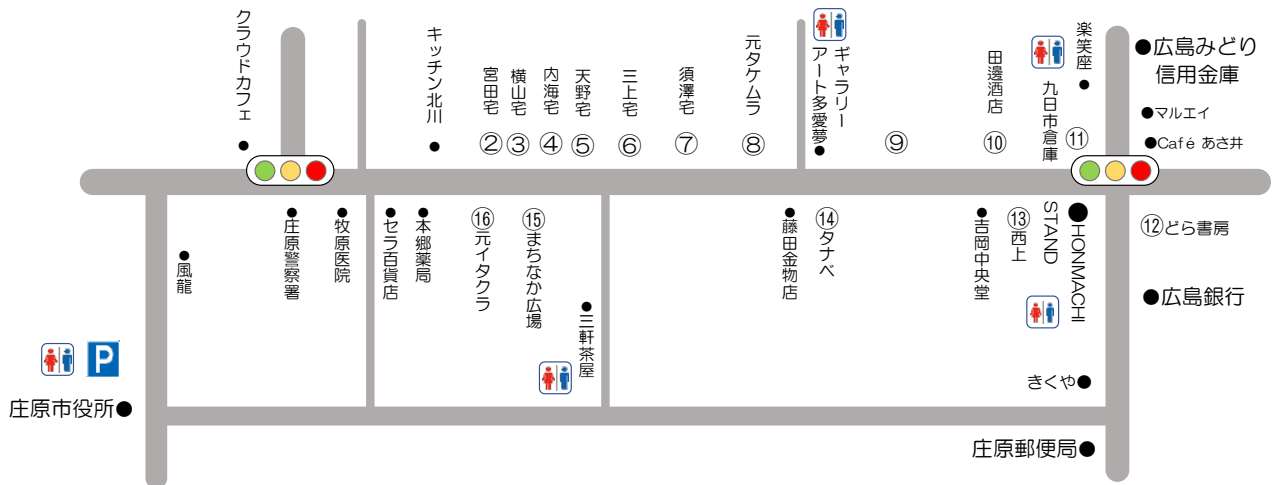 クラウドカフェ
キッチン北川
②宮田宅
③横山宅
④内海宅
⑤天野宅
⑥三上宅
⑦須澤宅
⑧元タケムラ
ギャラリー
アート多愛夢
⑨
⑩田邊酒店
九日市倉庫
⑪
楽笑座
広島みどり
信用金庫
マルエイ
Café あさ井
風龍
庄原警察署
牧原医院
セラ百貨店
本郷薬局
⑯元イタクラ
⑮まちなか広場
三軒茶屋
藤田金物店
⑭タナベ
吉岡中央堂
⑬西上
HONMACHI
STAND
⑫どら書房
広島銀行
きくや
P
庄原市役所
庄原郵便局